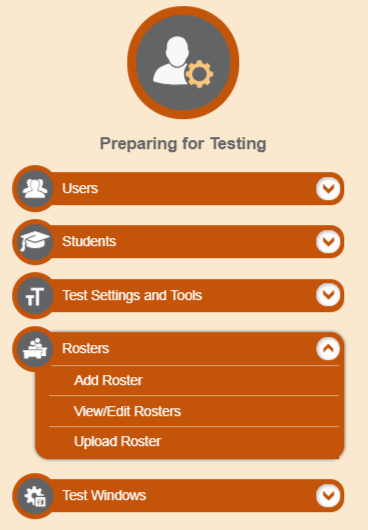 Preparing for Testing
Users
Students
Test Settings and Tools
Rosters
Add Roster
View/Edit Rosters
Upload Roster
Test Windows